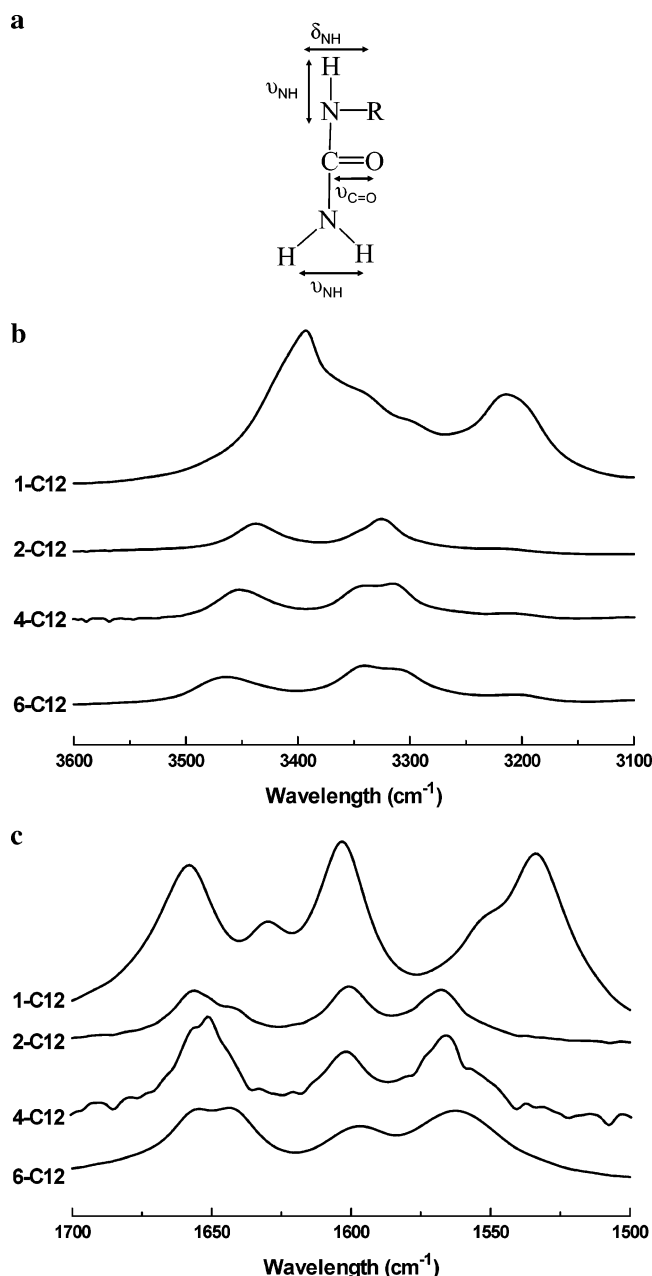 a
δNH
H
υNH
N—R
C=O
υC=O
N
H H
υNH
b
1-C12
2-C12
4-C12
6-C12
3600 3500 3400 3300 3200 3100
Wavelength (cm-1)
c
1-C12
2-C12
4-C12
6-C12
1700 1650 1600 1550 1500
Wavelength (cm-1)